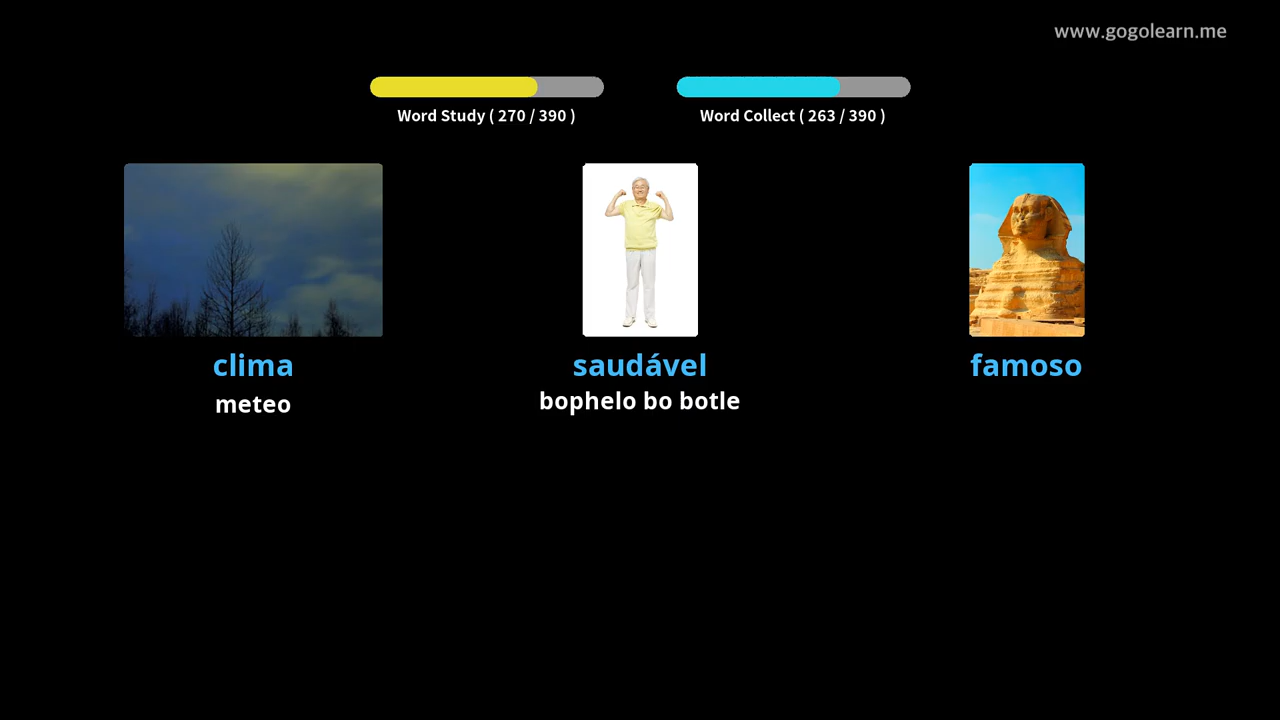 www.gogolearn.me
Word Study ( 270 / 390 )
Word Collect ( 263 / 390 )
clima
saudável
famoso
meteo
bophelo bo botle